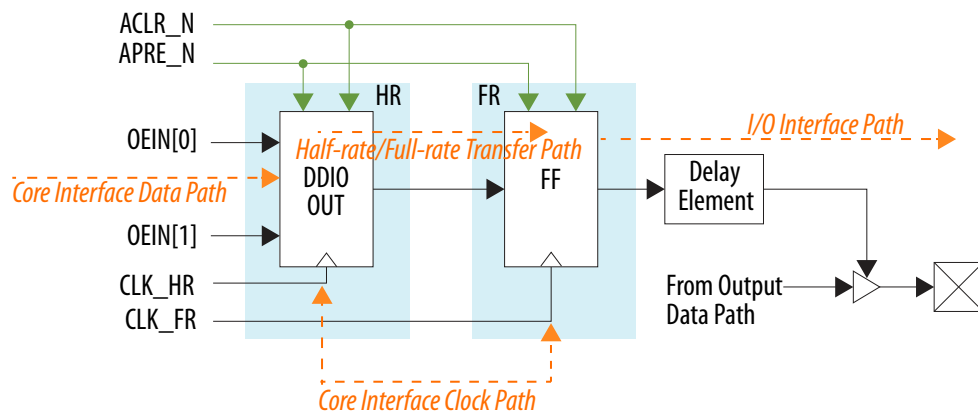 ACLR_N
APRE_N
HR
FR
OEIN[0]
I/O Interface Path
Half-rate/Full-rate Transfer Path
DDIO
OUT
FF
Delay
Element
Core Interface Data Path
OEIN[1]
CLK_HR
CLK_FR
From Output
Data Path
Core Interface Clock Path